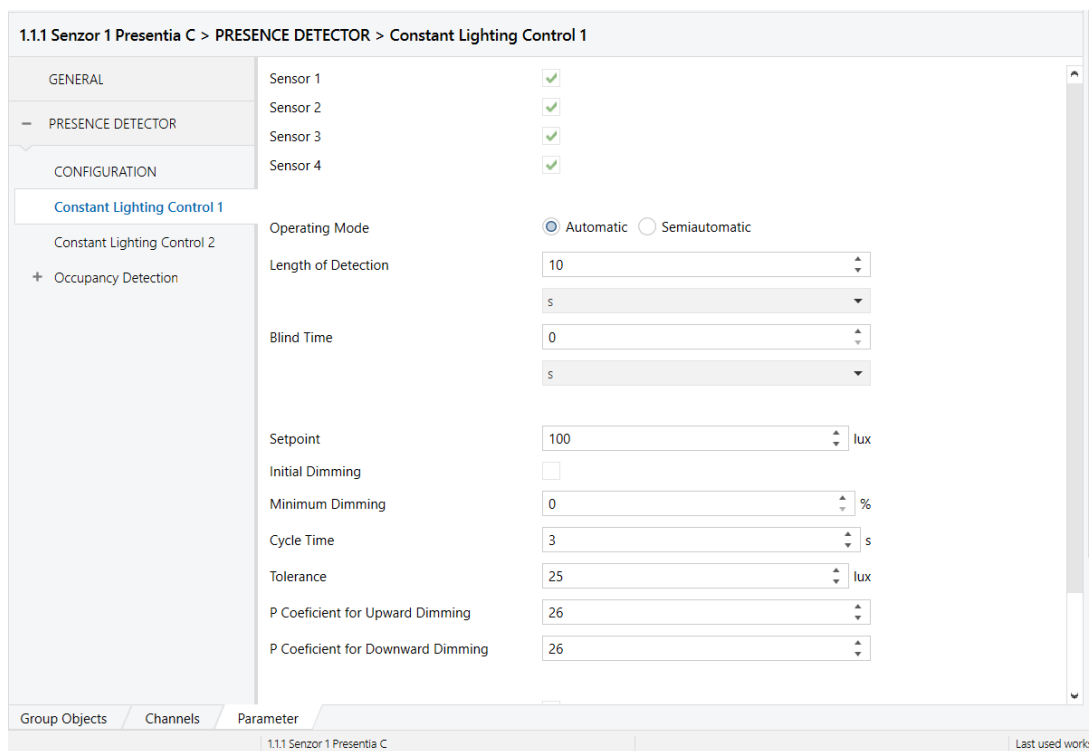 1.1.1 Senzor 1 Presentia C > PRESENCE DETECTOR > Constant Lighting Control 1
GENERAL
PRESENCE DETECTOR
CONFIGURATION
Constant Lighting Control 1
Constant Lighting Control 2
Occupancy Detection
Sensor 1
Sensor 2
Sensor 3
Sensor 4
Operating Mode Automatic Semiautomatic
Length of Detection 10
s
Blind Time 0
s
Setpoint 100 lux
Initial Dimming
Minimum Dimming 0 %
Cycle Time 3 s
Tolerance 25 lux
P Coeficient for Upward Dimming 26
P Coeficient for Downward Dimming 26
Group Objects Channels Parameter
1.1.1 Senzor 1 Presentia C Last used works